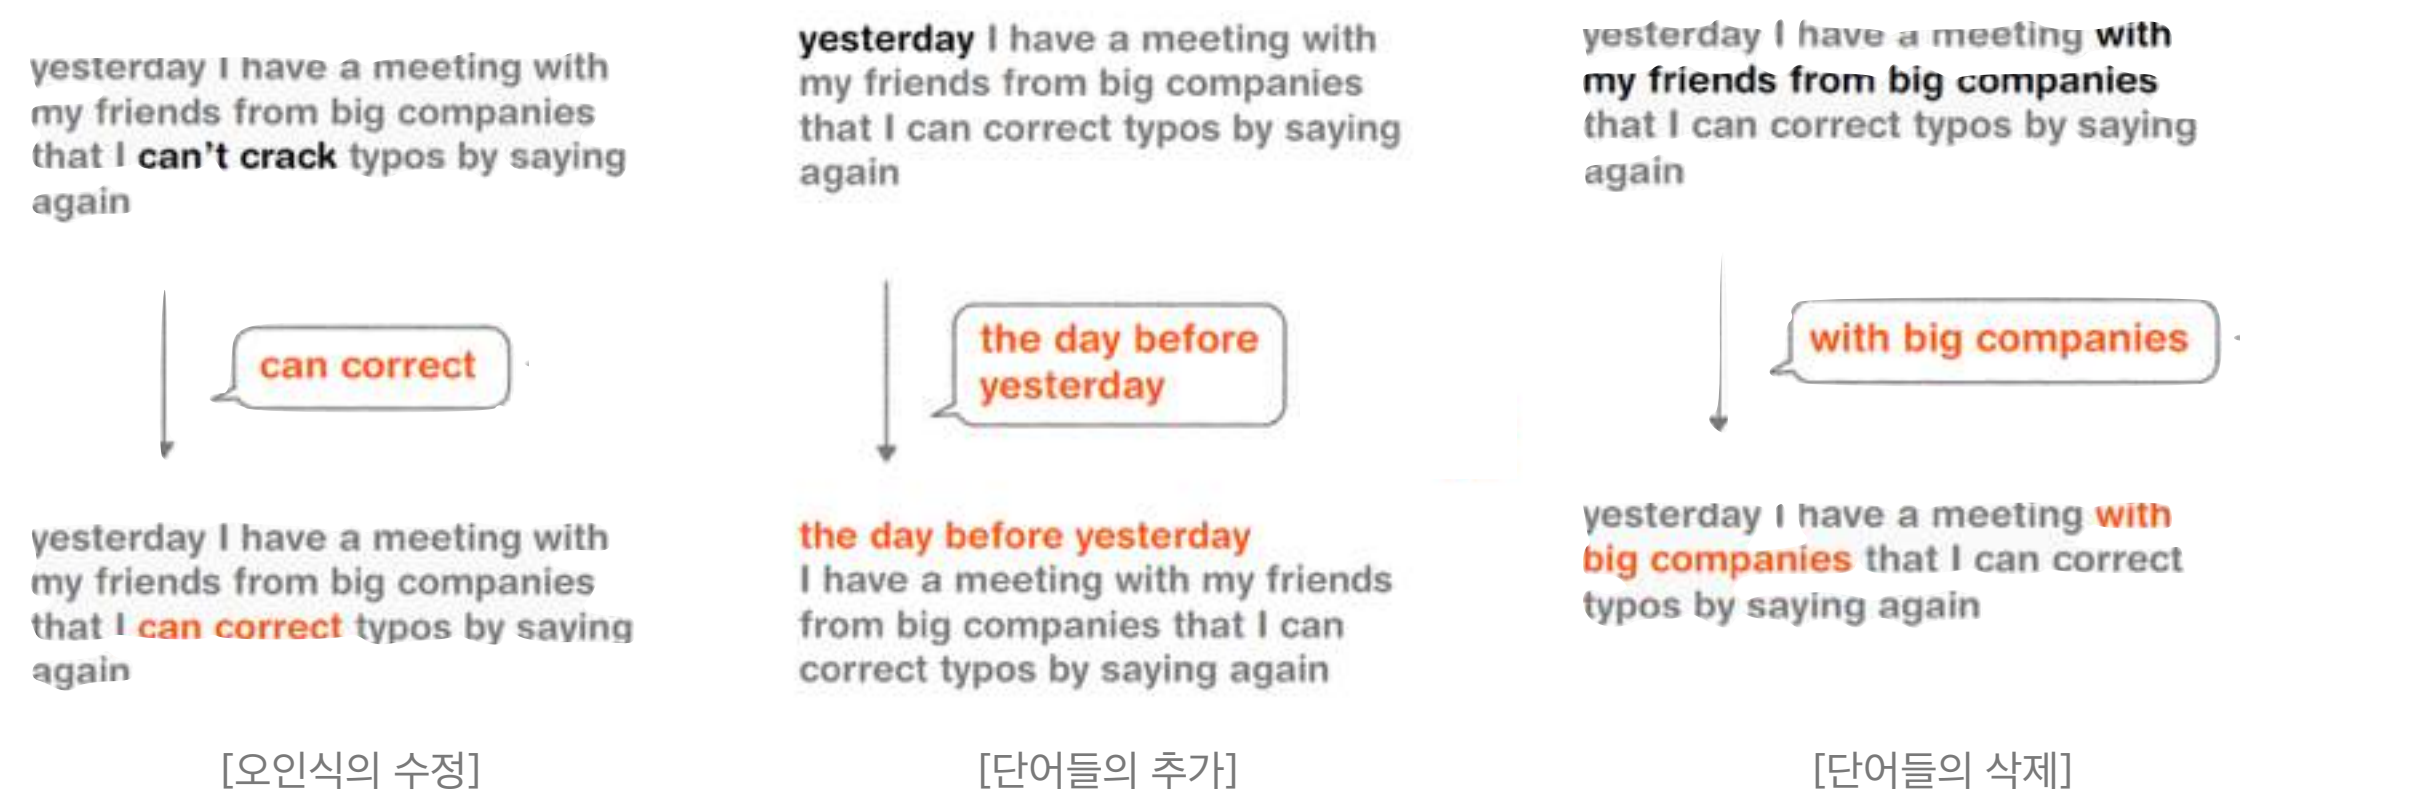 yesterday I have a meeting with
my friends from big companies
that I can't crack typos by saying
again
can correct
yesterday I have a meeting with
my friends from big companies
that I can correct typos by saying
again
[오인식의 수정]
yesterday I have a meeting with
my friends from big companies
that I can correct typos by saying
again
the day before
yesterday
the day before yesterday
I have a meeting with my friends
from big companies that I can
correct typos by saying again
[단어들의 추가]
yesterday I have a meeting with
my friends from big companies
that I can correct typos by saying
again
with big companies
yesterday I have a meeting with
big companies that I can correct
typos by saying again
[단어들의 삭제]